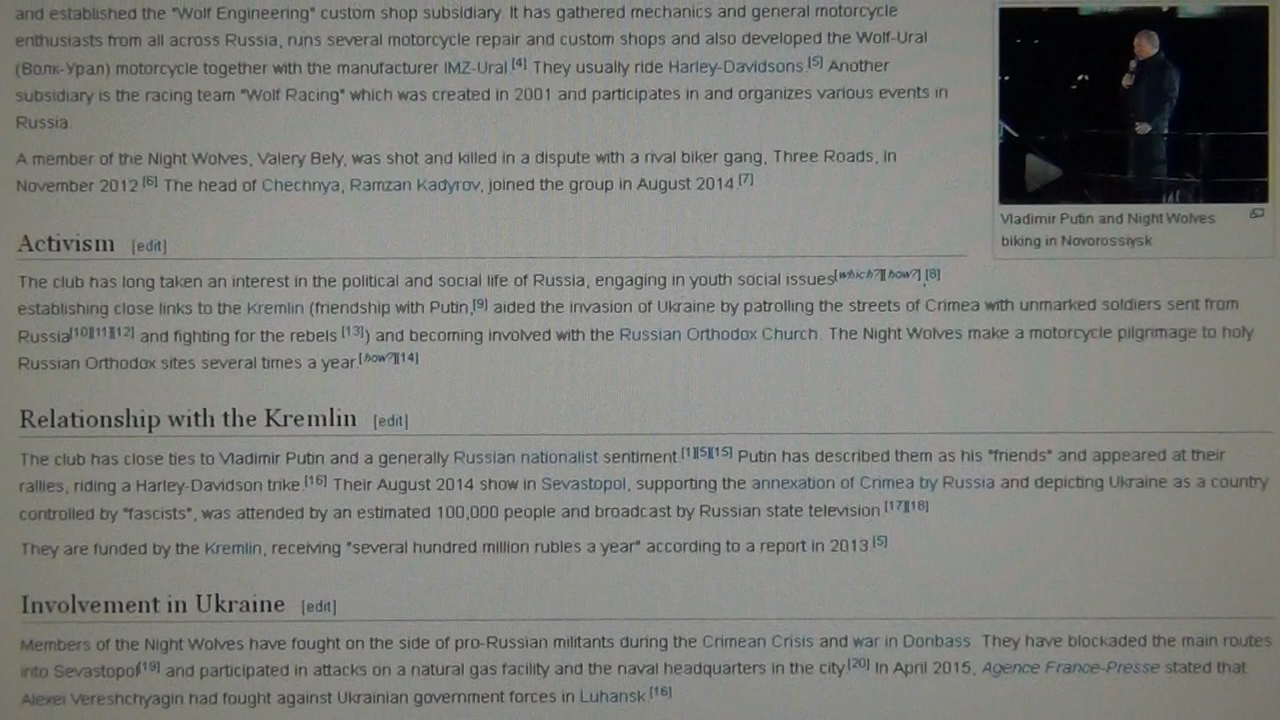 and established the "Wolf Engineering" custom shop subsidiary. It has gathered mechanics and general motorcycle
enthusiasts from all across Russia, runs several motorcycle repair and custom shops and also developed the Wolf-Ural
(Волк-Урал) motorcycle together with the manufacturer IMZ-Ural.[4] They usually ride Harley-Davidsons.[5] Another
subsidiary is the racing team "Wolf Racing" which was created in 2001 and participates in and organizes various events in
Russia.
A member of the Night Wolves, Valery Bely, was shot and killed in a dispute with a rival biker gang, Three Roads, in
November 2012.[6] The head of Chechnya, Ramzan Kadyrov, joined the group in August 2014.[7]
Vladimir Putin and Night Wolves
biking in Novorossiysk
Activism [edit]
The club has long taken an interest in the political and social life of Russia, engaging in youth social issues[which?][how?],[8]
establishing close links to the Kremlin (friendship with Putin,[9] aided the invasion of Ukraine by patrolling the streets of Crimea with unmarked soldiers sent from
Russia[10][11][12] and fighting for the rebels [13]) and becoming involved with the Russian Orthodox Church. The Night Wolves make a motorcycle pilgrimage to holy
Russian Orthodox sites several times a year.[how?][14]
Relationship with the Kremlin [edit]
The club has close ties to Vladimir Putin and a generally Russian nationalist sentiment.[1][5][15] Putin has described them as his "friends" and appeared at their
rallies, riding a Harley-Davidson trike.[16] Their August 2014 show in Sevastopol, supporting the annexation of Crimea by Russia and depicting Ukraine as a country
controlled by "fascists", was attended by an estimated 100,000 people and broadcast by Russian state television.[17][18]
They are funded by the Kremlin, receiving "several hundred million rubles a year" according to a report in 2013.[5]
Involvement in Ukraine [edit]
Members of the Night Wolves have fought on the side of pro-Russian militants during the Crimean Crisis and war in Donbass. They have blockaded the main routes
into Sevastopol[19] and participated in attacks on a natural gas facility and the naval headquarters in the city.[20] In April 2015, Agence France-Presse stated that
Alexei Vereshchyagin had fought against Ukrainian government forces in Luhansk.[16]